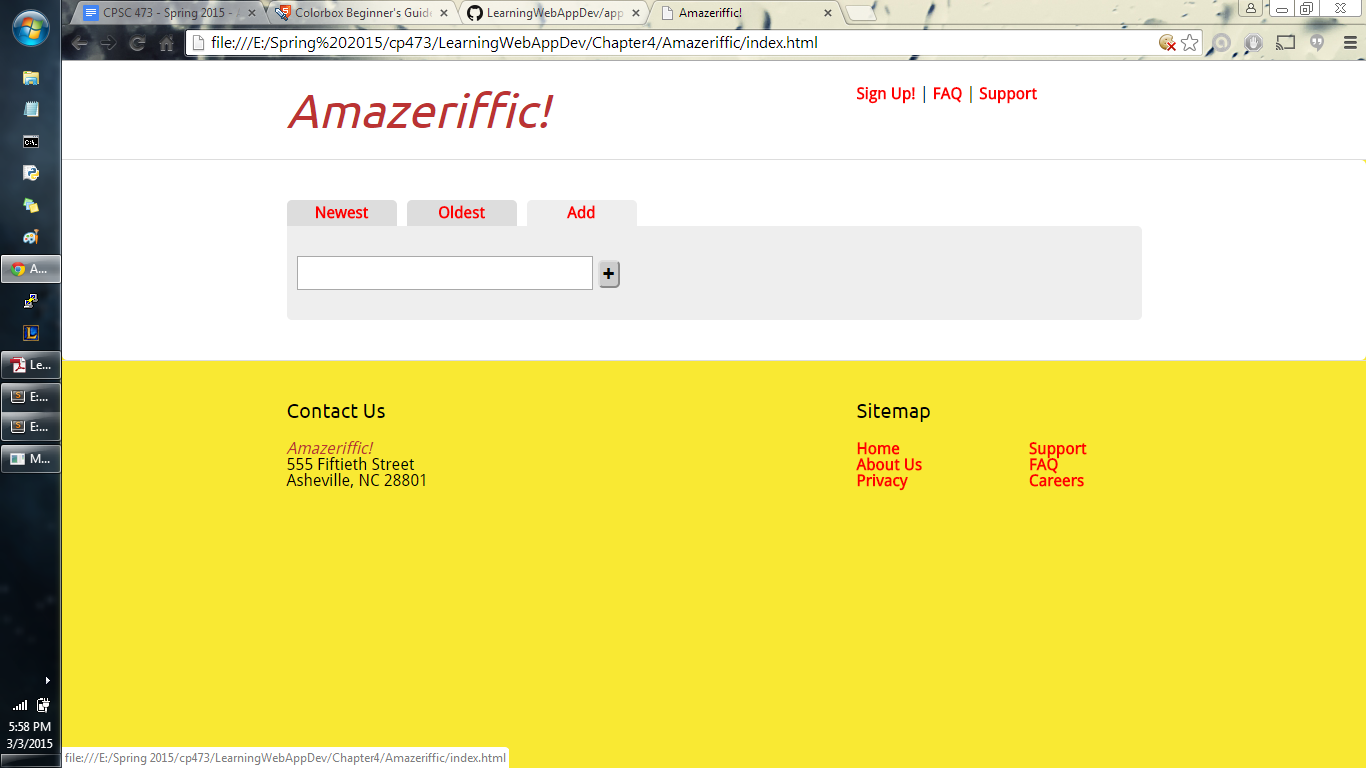 CPSC 473 - Spring 2015 -
Colorbox Beginner's Guide
LearningWebAppDev/app
Amazeriffic!
file:///E:/Spring%202015/cp473/LearningWebAppDev/Chapter4/Amazeriffic/index.html
Amazeriffic!
Sign Up! | FAQ | Support
Newest Oldest Add
+
A...
Le...
E:...
E:...
M...
Contact Us
Amazeriffic!
555 Fiftieth Street
Asheville, NC 28801
Sitemap
Home
About Us
Privacy
Support
FAQ
Careers
5:58 PM
3/3/2015
file:///E:/Spring 2015/cp473/LearningWebAppDev/Chapter4/Amazeriffic/index.html